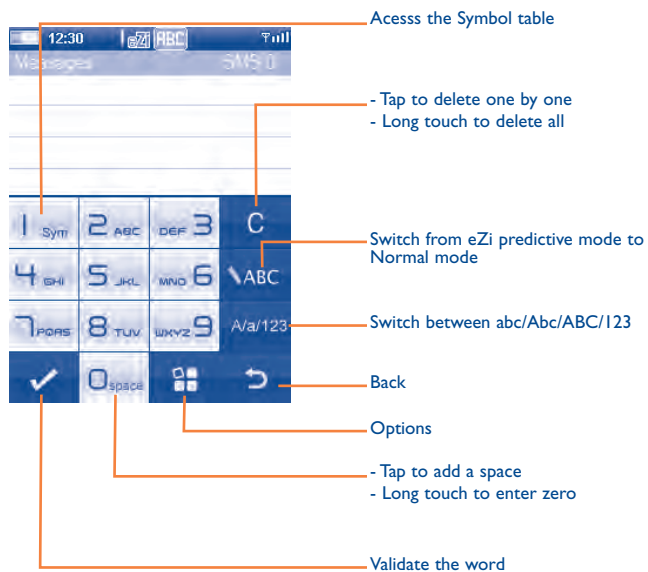 Acesss the Symbol table
12:30 eZi ABC
Messages SMS 0
- Tap to delete one by one
- Long touch to delete all
1 Sym 2 ABC DEF 3 C
Switch from eZi predictive mode to
Normal mode
4 GHI 5 JKL MNO 6 \ABC
7 PQRS 8 TUV WXYZ 9 A/a/123
Switch between abc/Abc/ABC/123
0 space
Back
Options
- Tap to add a space
- Long touch to enter zero
Validate the word